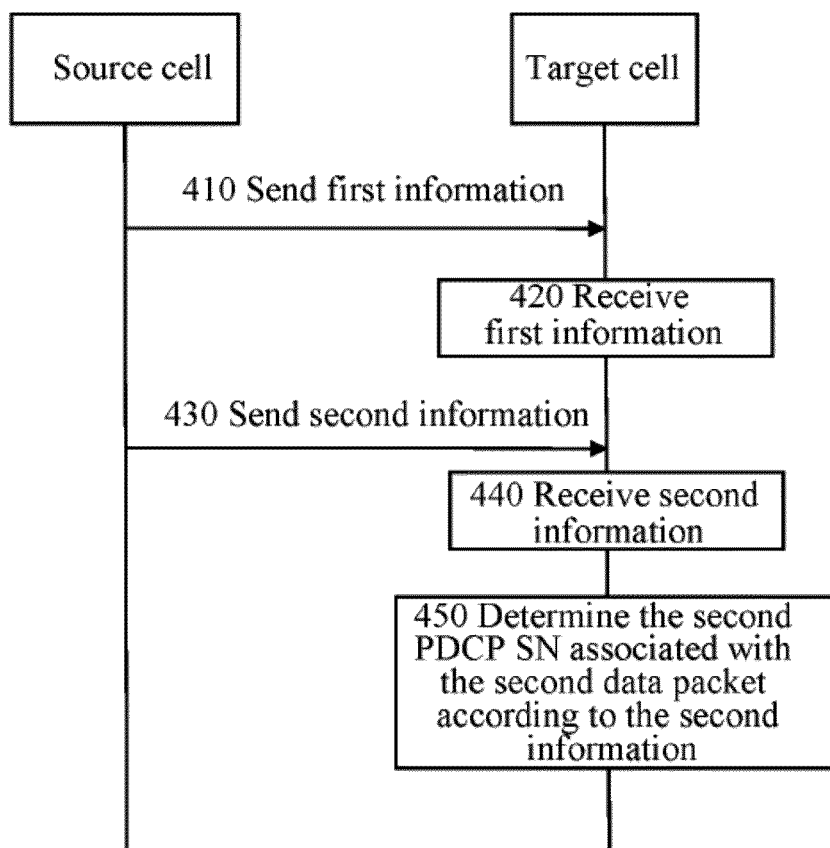 Source cell
Target cell
410 Send first information
420 Receive
first information
430 Send second information
440 Receive second
information
450 Determine the second
PDCP SN associated with
the second data packet
according to the second
information